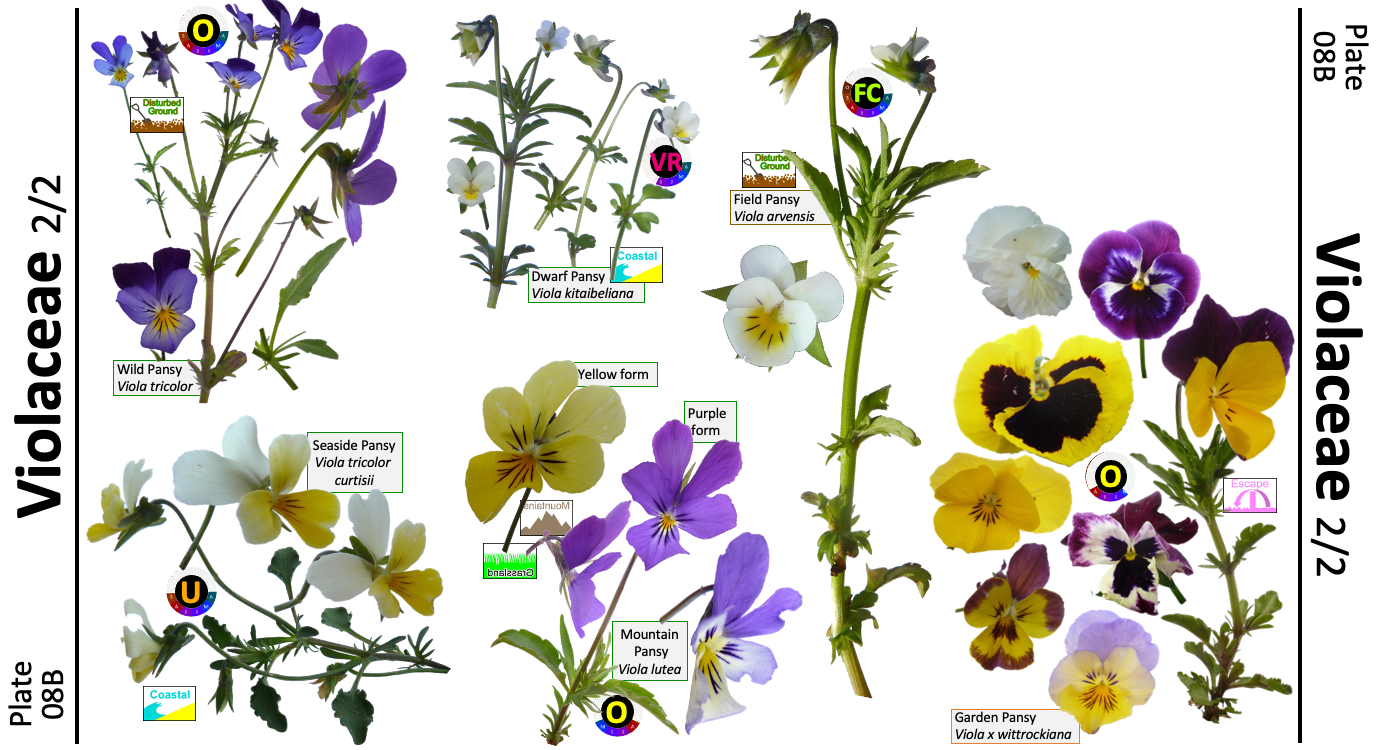 Violaceae 2/2
Plate
08B
O
Disturbed
Ground
Wild Pansy
Viola tricolor
VR
Coastal
Dwarf Pansy
Viola kitaibeliana
FC
Disturbed
Ground
Field Pansy
Viola arvensis
Seaside Pansy
Viola tricolor
curtisii
U
Coastal
Yellow form
Purple
form
Mountains
Grassland
Mountain
Pansy
Viola lutea
O
O
Escape
Garden Pansy
Viola x wittrockiana
Plate
08B
Violaceae 2/2